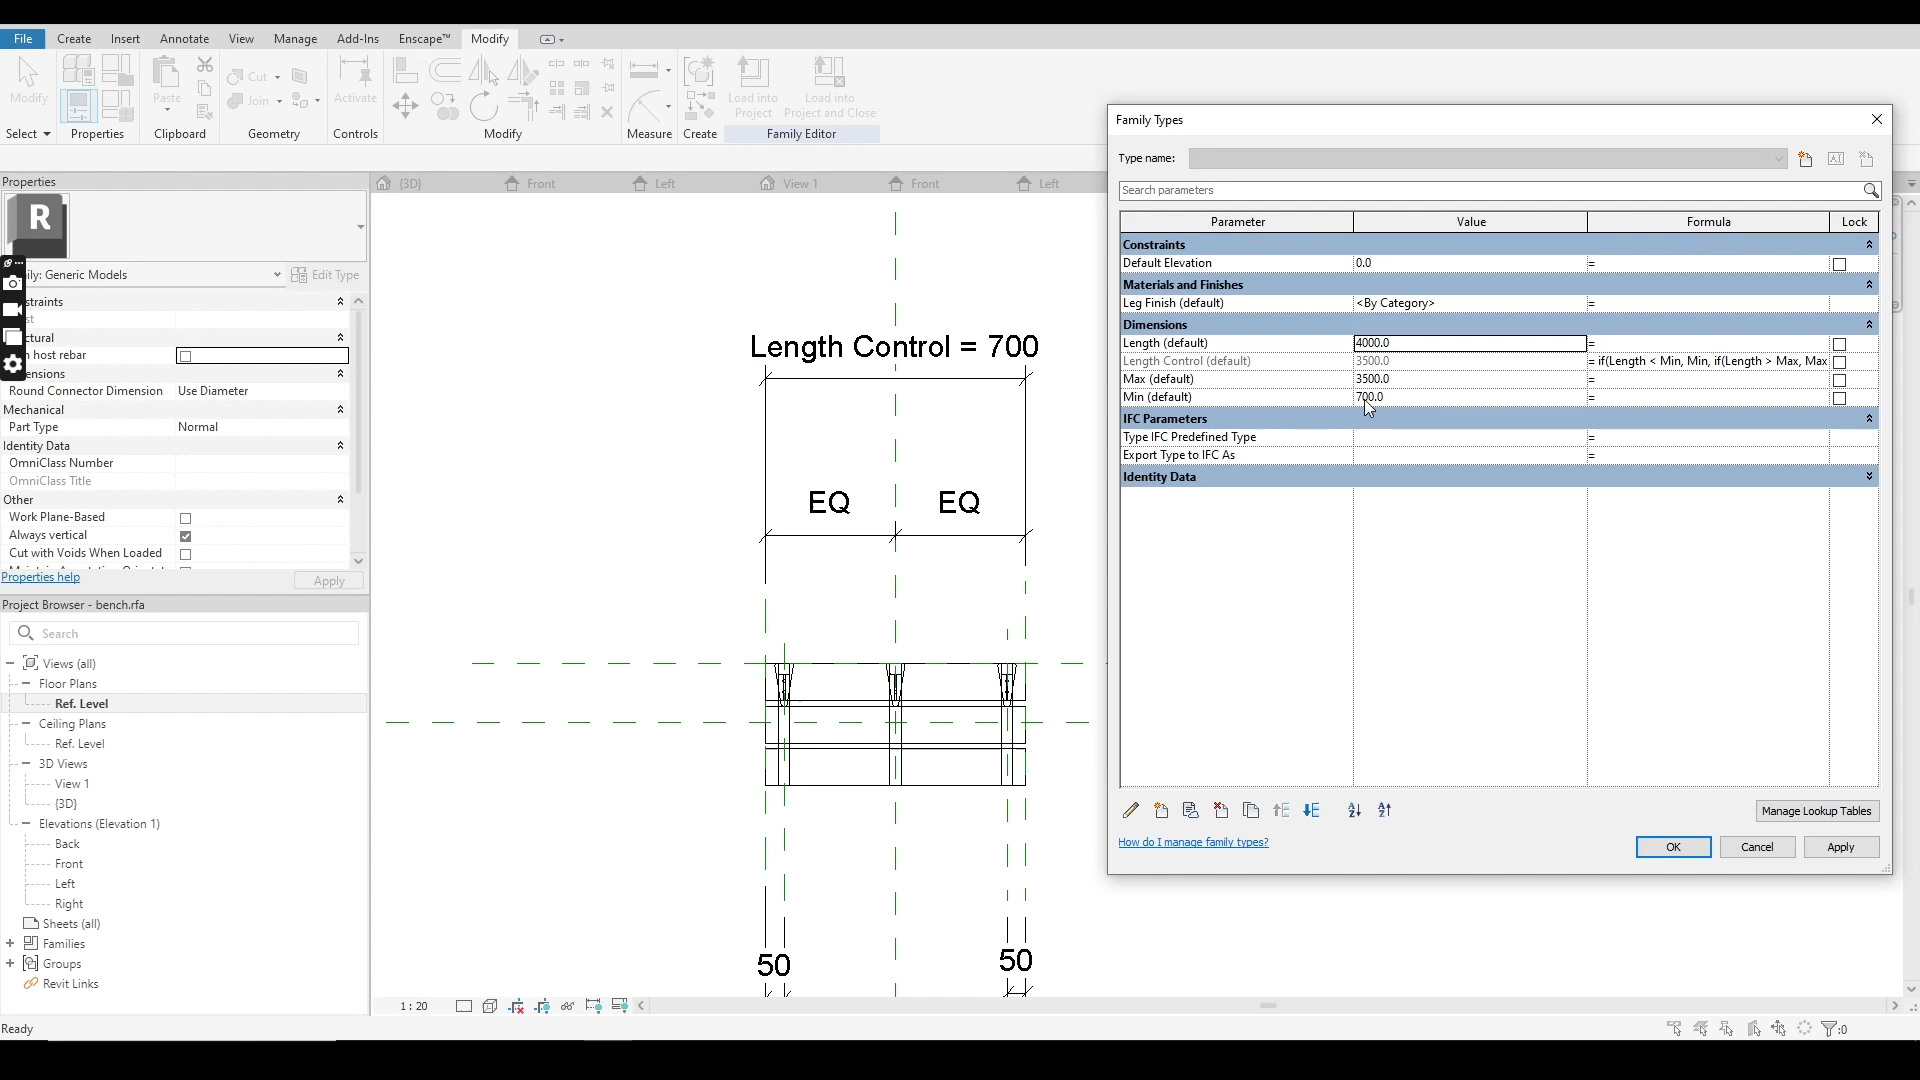 File Create Insert Annotate View Manage Add-Ins Enscape™ Modify
Modify Paste Cut Join Activate Load into Project Load into Project and Close
Select Properties Clipboard Geometry Controls Modify Measure Create Family Editor
Properties
{3D} Front Left View 1 Front Left
R
ily: Generic Models Edit Type
straints
st
ctural
n host rebar
ensions
Round Connector Dimension Use Diameter
Mechanical
Part Type Normal
Identity Data
OmniClass Number
OmniClass Title
Other
Work Plane-Based
Always vertical
Cut with Voids When Loaded
Properties help Apply
Project Browser - bench.rfa
Search
Views (all)
Floor Plans
Ref. Level
Ceiling Plans
Ref. Level
3D Views
View 1
{3D}
Elevations (Elevation 1)
Back
Front
Left
Right
Sheets (all)
Families
Groups
Revit Links
Length Control = 700
EQ EQ
50 50
1 : 20
Ready
:0
Family Types
Type name:
Search parameters
Parameter Value Formula Lock
Constraints
Default Elevation 0.0 =
Materials and Finishes
Leg Finish (default) <By Category> =
Dimensions
Length (default) 4000.0 =
Length Control (default) 3500.0 = if(Length < Min, Min, if(Length > Max, Max
Max (default) 3500.0 =
Min (default) 700.0 =
IFC Parameters
Type IFC Predefined Type =
Export Type to IFC As =
Identity Data
Manage Lookup Tables
How do I manage family types?
OK Cancel Apply